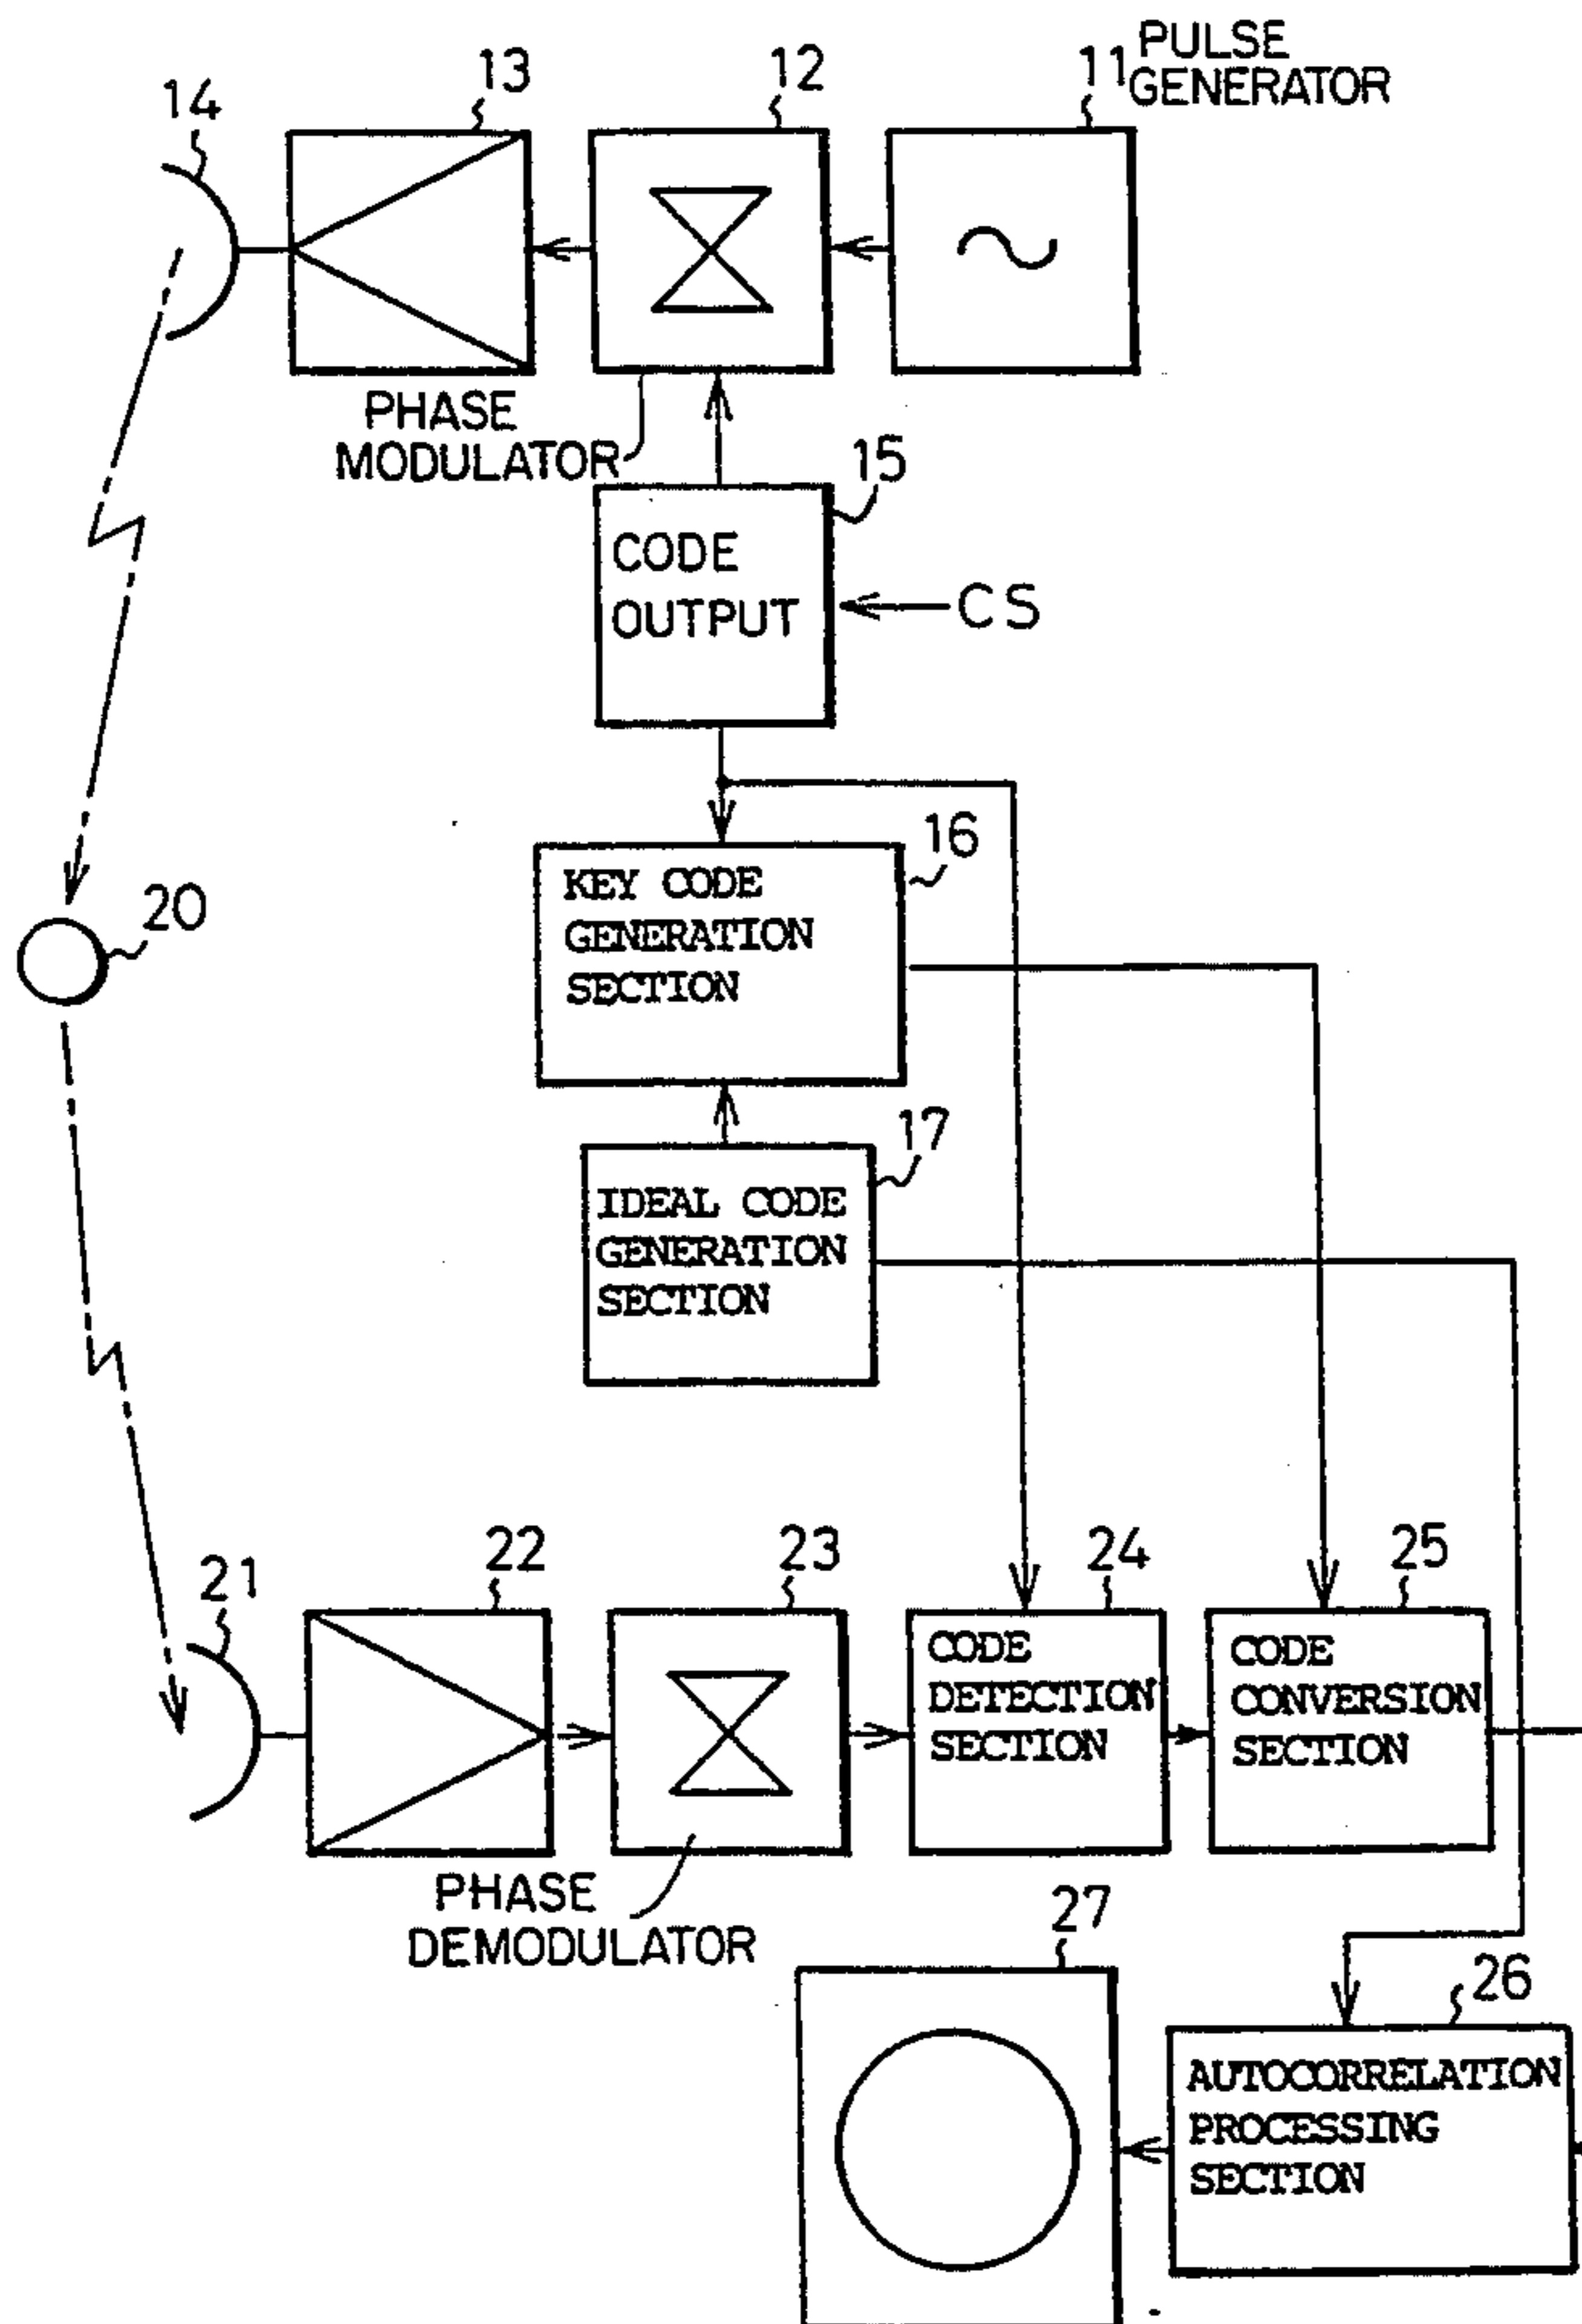 PULSE
GENERATOR
11
12
13
14
PHASE
MODULATOR
15
CODE
OUTPUT
CS
16
KEY CODE
GENERATION
SECTION
20
17
IDEAL CODE
GENERATION
SECTION
21
22
23
24
25
CODE
DETECTION
SECTION
CODE
CONVERSION
SECTION
PHASE
DEMODULATOR
27
26
AUTOCORRELATION
PROCESSING
SECTION